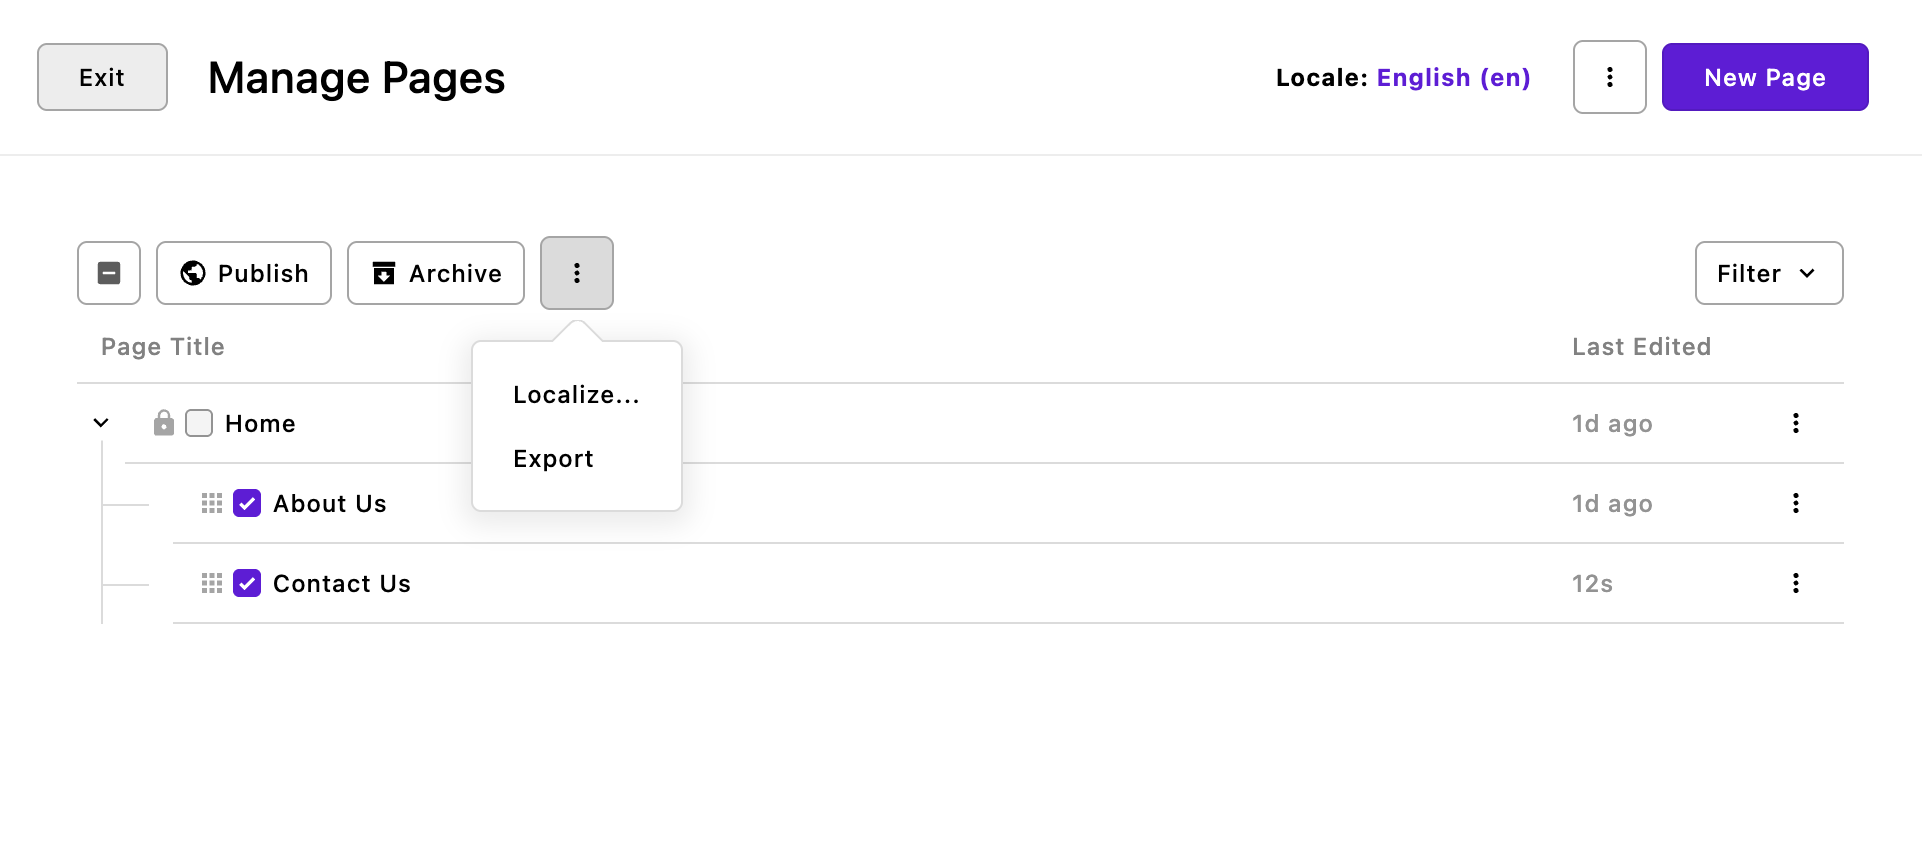 Exit
Manage Pages
Locale: English (en)
New Page
Publish
Archive
Filter
Page Title
Last Edited
Localize...
Export
Home
1d ago
About Us
1d ago
Contact Us
12s